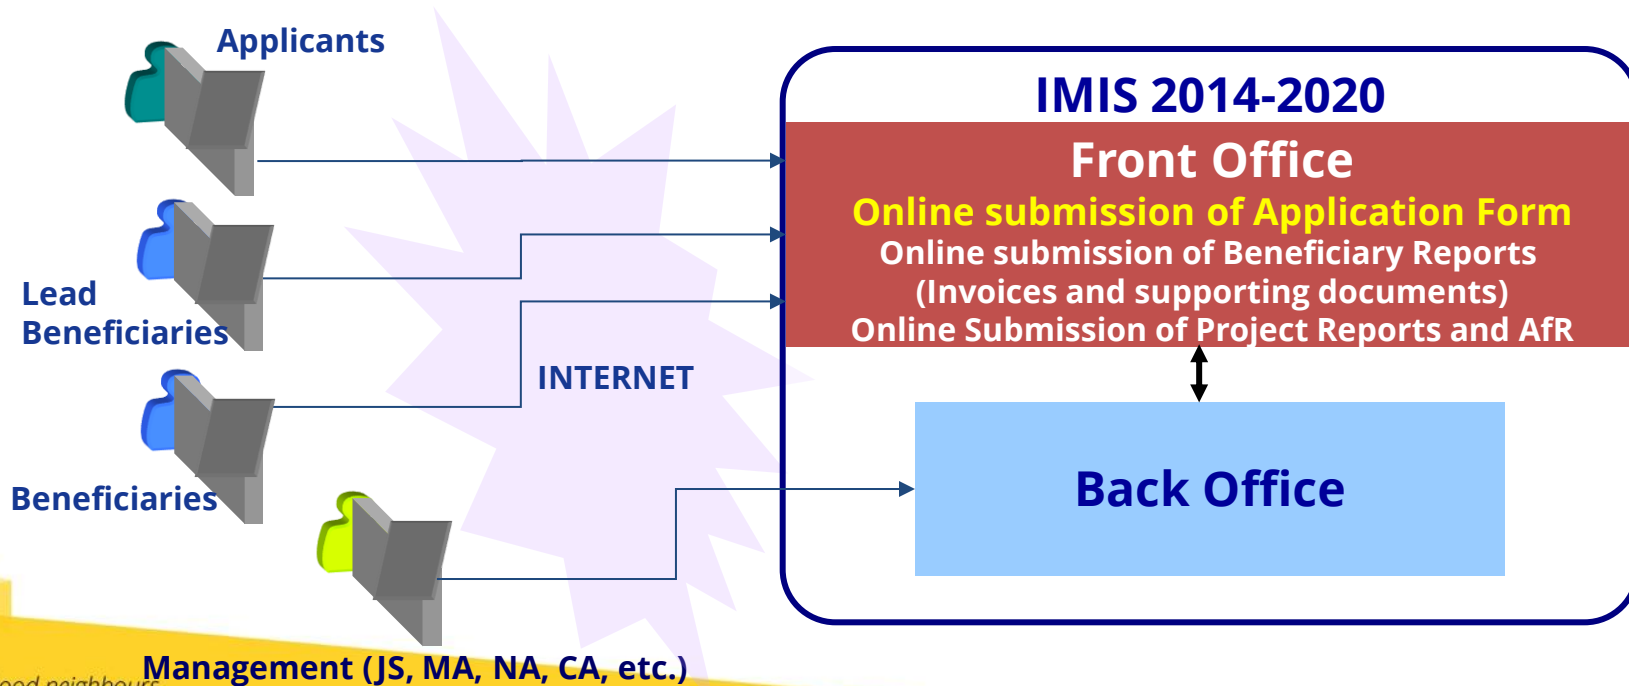 Applicants
IMIS 2014-2020
Front Office
Online submission of Application Form
Online submission of Beneficiary Reports
(Invoices and supporting documents)
Online Submission of Project Reports and AfR
Lead
Beneficiaries
INTERNET
Back Office
Beneficiaries
Management (JS, MA, NA, CA, etc.)
neighbours